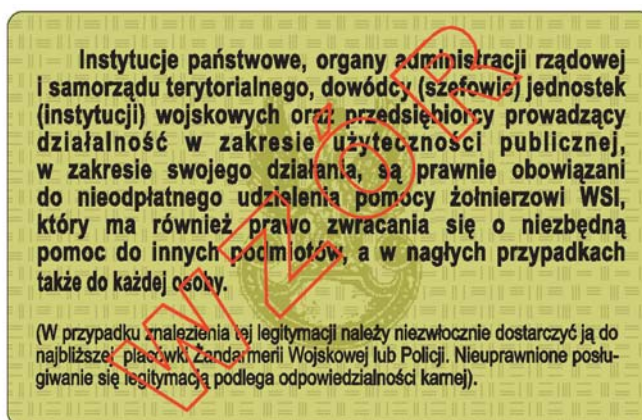 Instytucje państwowe, organy administracji rządowej
i samorządu terytorialnego, dowódcy (szefowie) jednostek
(instytucji) wojskowych oraz przedsiębiorcy prowadzący
działalność w zakresie użyteczności publicznej,
w zakresie swojego działania, są prawnie obowiązani
do nieodpłatnego udzielenia pomocy żołnierzowi WSI,
który ma również prawo zwracania się o niezbędną
pomoc do innych podmiotów, a w nagłych przypadkach
także do każdej osoby.
(W przypadku znalezienia tej legitymacji należy niezwłocznie dostarczyć ją do
najbliższej placówki Żandarmerii Wojskowej lub Policji. Nieuprawnione posłu-
giwanie się legitymacją podlega odpowiedzialności karnej).
WZÓR